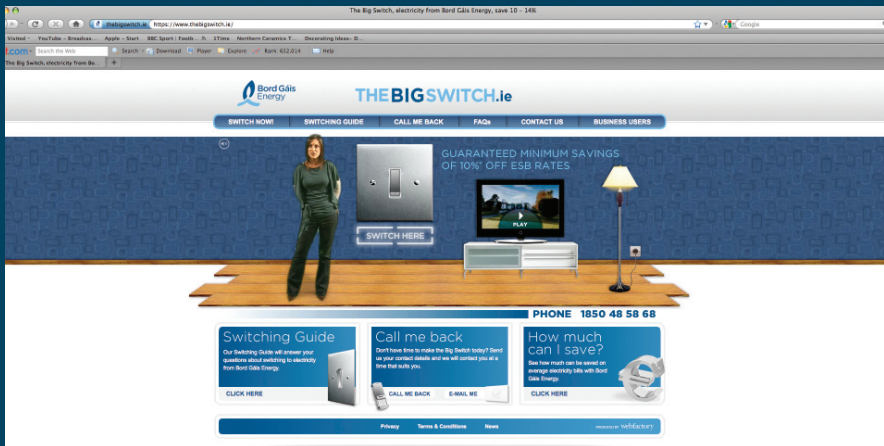 The Big Switch, electricity from Bord Gáis Energy, save 10 – 14%
thebigswitch.ie https://www.thebigswitch.ie/
Google
Visited YouTube - Broadcas... Apple - Start BBC Sport | Footb... 1Time Northern Ceramics T... Decorating Ideas- D...
.com Search the Web Search Download Player Explore Rank: 652,014 Help
The Big Switch, electricity from Bo...
Bord Gáis
Energy
THEBIGSWITCH.ie
SWITCH NOW! SWITCHING GUIDE CALL ME BACK FAQs CONTACT US BUSINESS USERS
GUARANTEED MINIMUM SAVINGS
OF 10%* OFF ESB RATES
PLAY
SWITCH HERE
PHONE 1850 48 58 68
Switching Guide
Our Switching Guide will answer your
questions about switching to electricity
from Bord Gáis Energy.
CLICK HERE
Call me back
Don't have time to make the Big Switch today? Send
us your contact details and we will contact you at a
time that suits you.
CALL ME BACK E-MAIL ME
How much
can I save?
See how much can be saved on
average electricity bills with Bord
Gáis Energy.
CLICK HERE
Privacy Terms & Conditions News webfactory